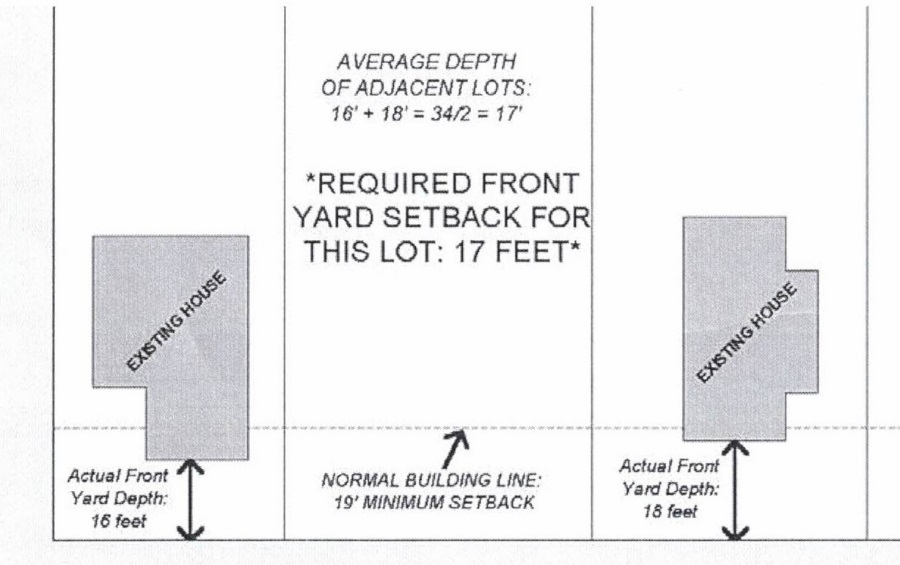 AVERAGE DEPTH
OF ADJACENT LOTS:
16' + 18' = 34/2 = 17'
*REQUIRED FRONT
YARD SETBACK FOR
THIS LOT: 17 FEET*
EXISTING HOUSE
EXISTING HOUSE
Actual Front
Yard Depth:
16 feet
NORMAL BUILDING LINE:
19' MINIMUM SETBACK
Actual Front
Yard Depth:
18 feet